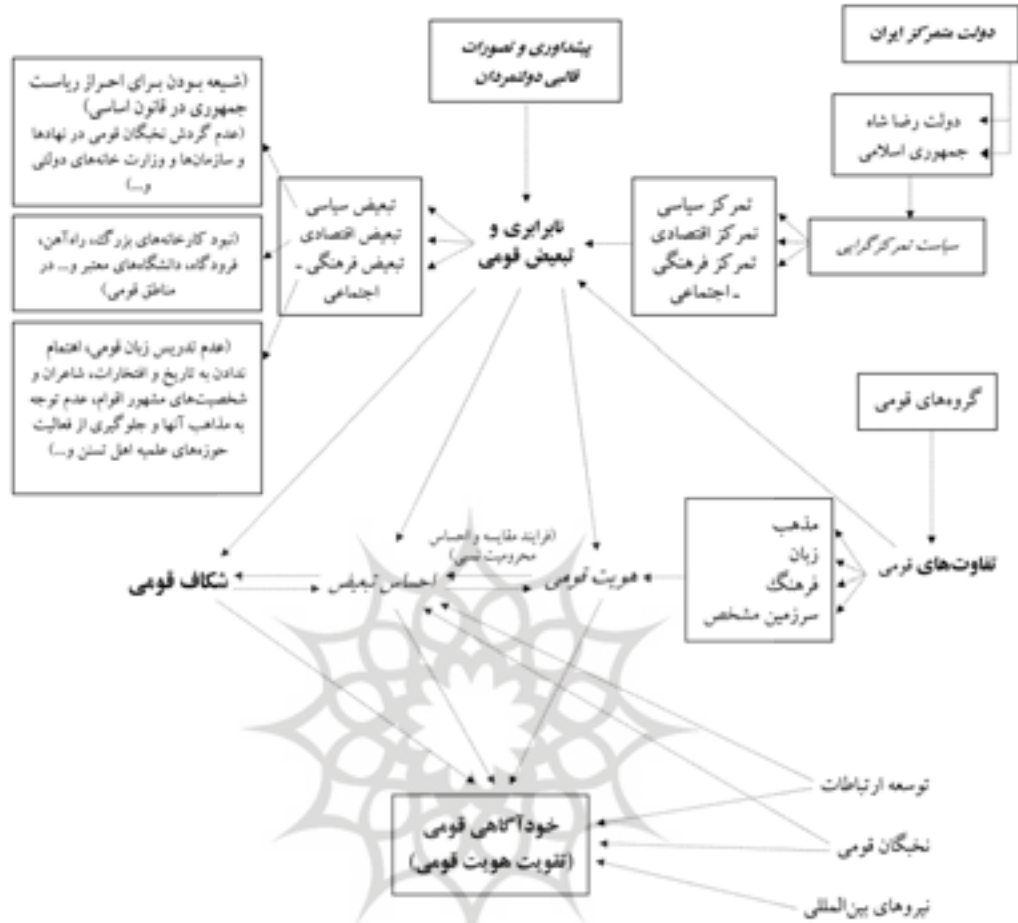 دولت متمرکز ایران
پیشداوری و تصورات
قالبی دولتمردان
دولت رضا شاه
جمهوری اسلامی
(شیعه بودن برای احراز ریاست
جمهوری در قانون اساسی)
(عدم گردش نخبگان قومی در نهادها
و سازمان‌ها و وزارت خانه‌های دولتی
و...)
سیاست تمرکزگرایی
تمرکز سیاسی
تمرکز اقتصادی
تمرکز فرهنگی
ـ اجتماعی
نابرابری و
تبعیض قومی
تبعیض سیاسی
تبعیض اقتصادی
تبعیض فرهنگی ـ
اجتماعی
(نبود کارخانه‌های بزرگ، راه‌آهن،
فرودگاه، دانشگاه‌های معتبر و... در
مناطق قومی)
(عدم تدریس زبان قومی، اهتمام
ندادن به تاریخ و افتخارات، شاعران و
شخصیت‌های مشهور اقوام، عدم توجه
به مذاهب آنها و جلوگیری از فعالیت
حوزه‌های علمیه اهل تسنن و...)
گروه‌های قومی
تفاوت‌های قومی
مذهب
زبان
فرهنگ
سرزمین مشخص
(فرایند مقایسه و احساس
محرومیت نسبی)
هویت قومی
احساس تبعیض
شکاف قومی
توسعه ارتباطات
نخبگان قومی
نیروهای بین‌المللی
خودآگاهی قومی
(تقویت هویت قومی)